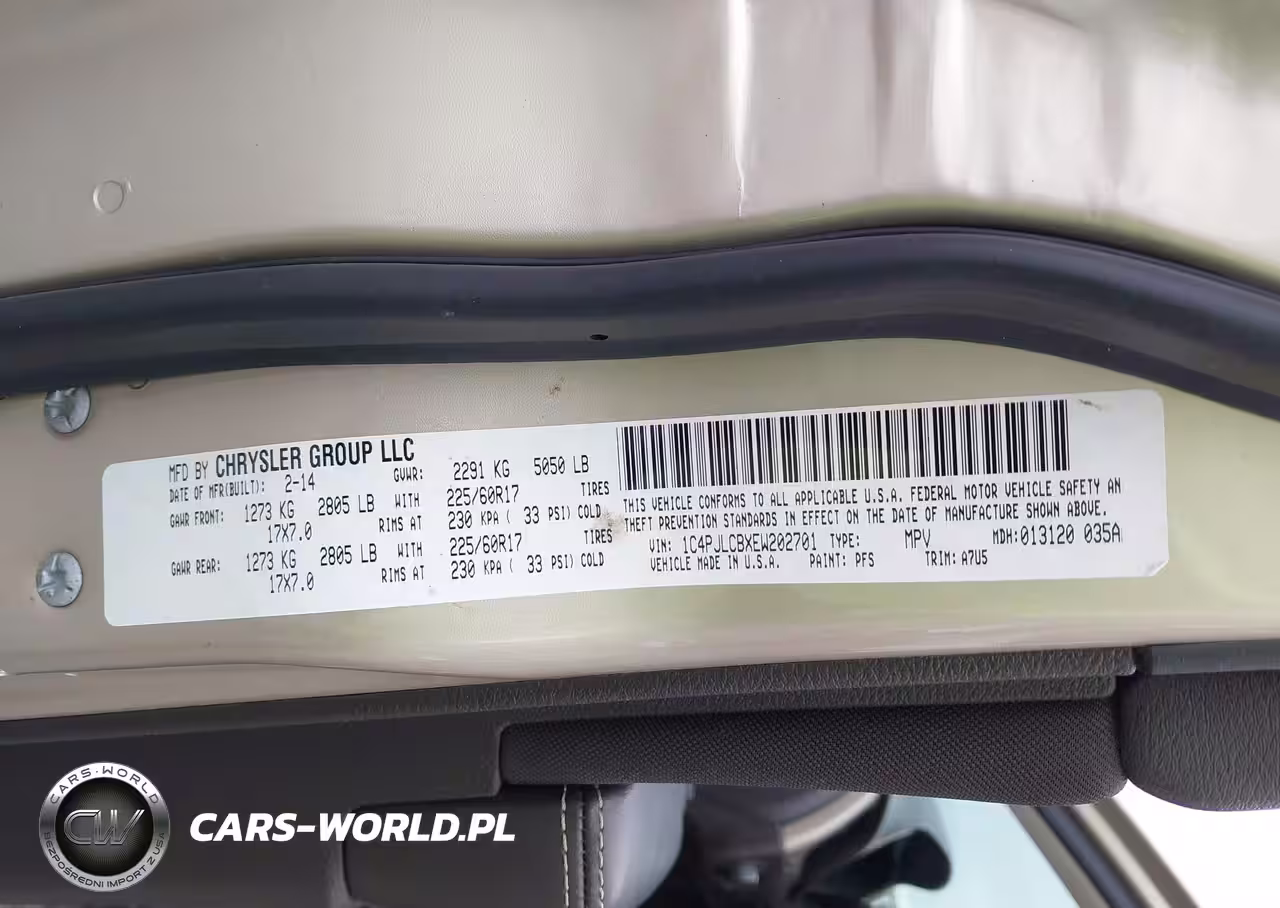 MFD BY CHRYSLER GROUP LLC
DATE OF MFR(BUILT): 2-14 GVWR: 2291 KG 5050 LB
GAWR FRONT: 1273 KG 2805 LB WITH 225/60R17 TIRES
17X7.0 RIMS AT 230 KPA ( 33 PSI) COLD
GAWR REAR: 1273 KG 2805 LB WITH 225/60R17 TIRES
17X7.0 RIMS AT 230 KPA ( 33 PSI) COLD
THIS VEHICLE CONFORMS TO ALL APPLICABLE U.S.A. FEDERAL MOTOR VEHICLE SAFETY AN
THEFT PREVENTION STANDARDS IN EFFECT ON THE DATE OF MANUFACTURE SHOWN ABOVE.
VIN: 1C4PJLCBXEW202701 TYPE: MPV MDH:013120 035A
VEHICLE MADE IN U.S.A. PAINT: PFS TRIM: A7U5
CARS-WORLD
CW
BEZPOŚREDNI IMPORT Z USA
CARS-WORLD.PL